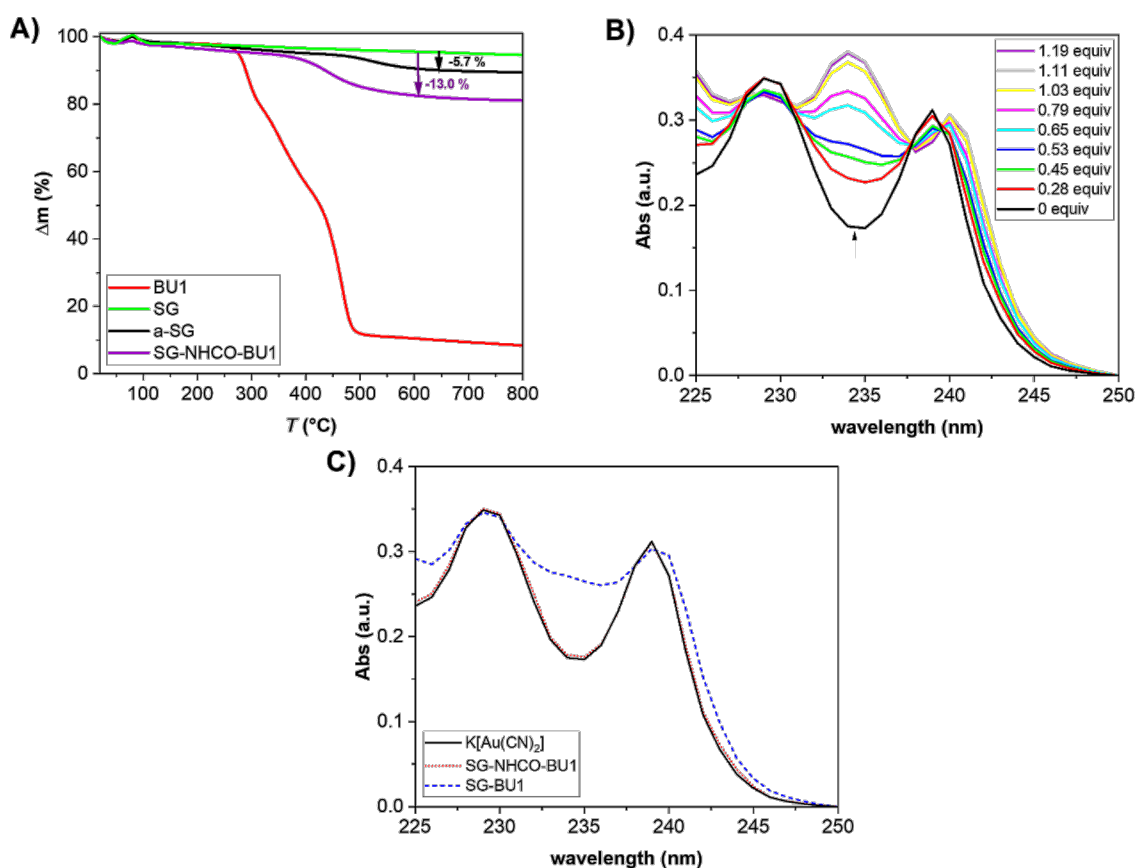 A)
100
80
60
40
20
0
Δm (%)
-5.7 %
-13.0 %
BU1
SG
a-SG
SG-NHCO-BU1
100 200 300 400 500 600 700 800
T (°C)
B)
0.4
0.3
0.2
0.1
0.0
Abs (a.u.)
1.19 equiv
1.11 equiv
1.03 equiv
0.79 equiv
0.65 equiv
0.53 equiv
0.45 equiv
0.28 equiv
0 equiv
225 230 235 240 245 250
wavelength (nm)
C)
0.4
0.3
0.2
0.1
0.0
Abs (a.u.)
K[Au(CN)₂]
SG-NHCO-BU1
SG-BU1
225 230 235 240 245 250
wavelength (nm)